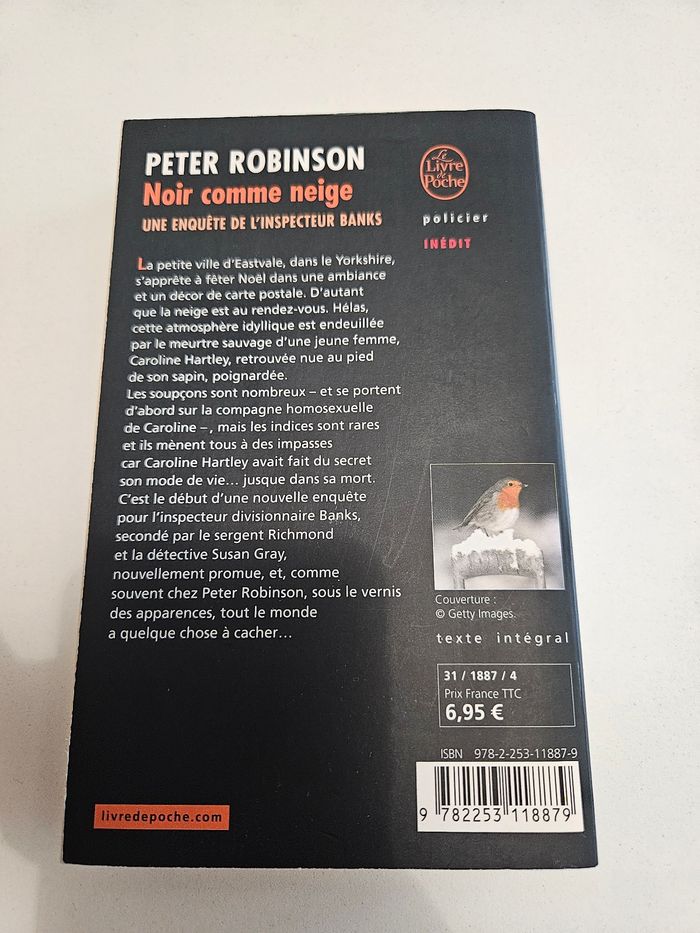 PETER ROBINSON
Noir comme neige
UNE ENQUÊTE DE L'INSPECTEUR BANKS
Le
Livre
de
Poche
policier
INÉDIT
La petite ville d'Eastvale, dans le Yorkshire,
s'apprête à fêter Noël dans une ambiance
et un décor de carte postale. D'autant
que la neige est au rendez-vous. Hélas,
cette atmosphère idyllique est endeuillée
par le meurtre sauvage d'une jeune femme,
Caroline Hartley, retrouvée nue au pied
de son sapin, poignardée.
Les soupçons sont nombreux – et se portent
d'abord sur la compagne homosexuelle
de Caroline –, mais les indices sont rares
et ils mènent tous à des impasses
car Caroline Hartley avait fait du secret
son mode de vie… jusque dans sa mort.
C'est le début d'une nouvelle enquête
pour l'inspecteur divisionnaire Banks,
secondé par le sergent Richmond
et la détective Susan Gray,
nouvellement promue, et, comme
souvent chez Peter Robinson, sous le vernis
des apparences, tout le monde
a quelque chose à cacher…
Couverture :
© Getty Images.
texte intégral
31 / 1887 / 4
Prix France TTC
6,95 €
ISBN 978-2-253-11887-9
9 782253 118879
livredepoche.com